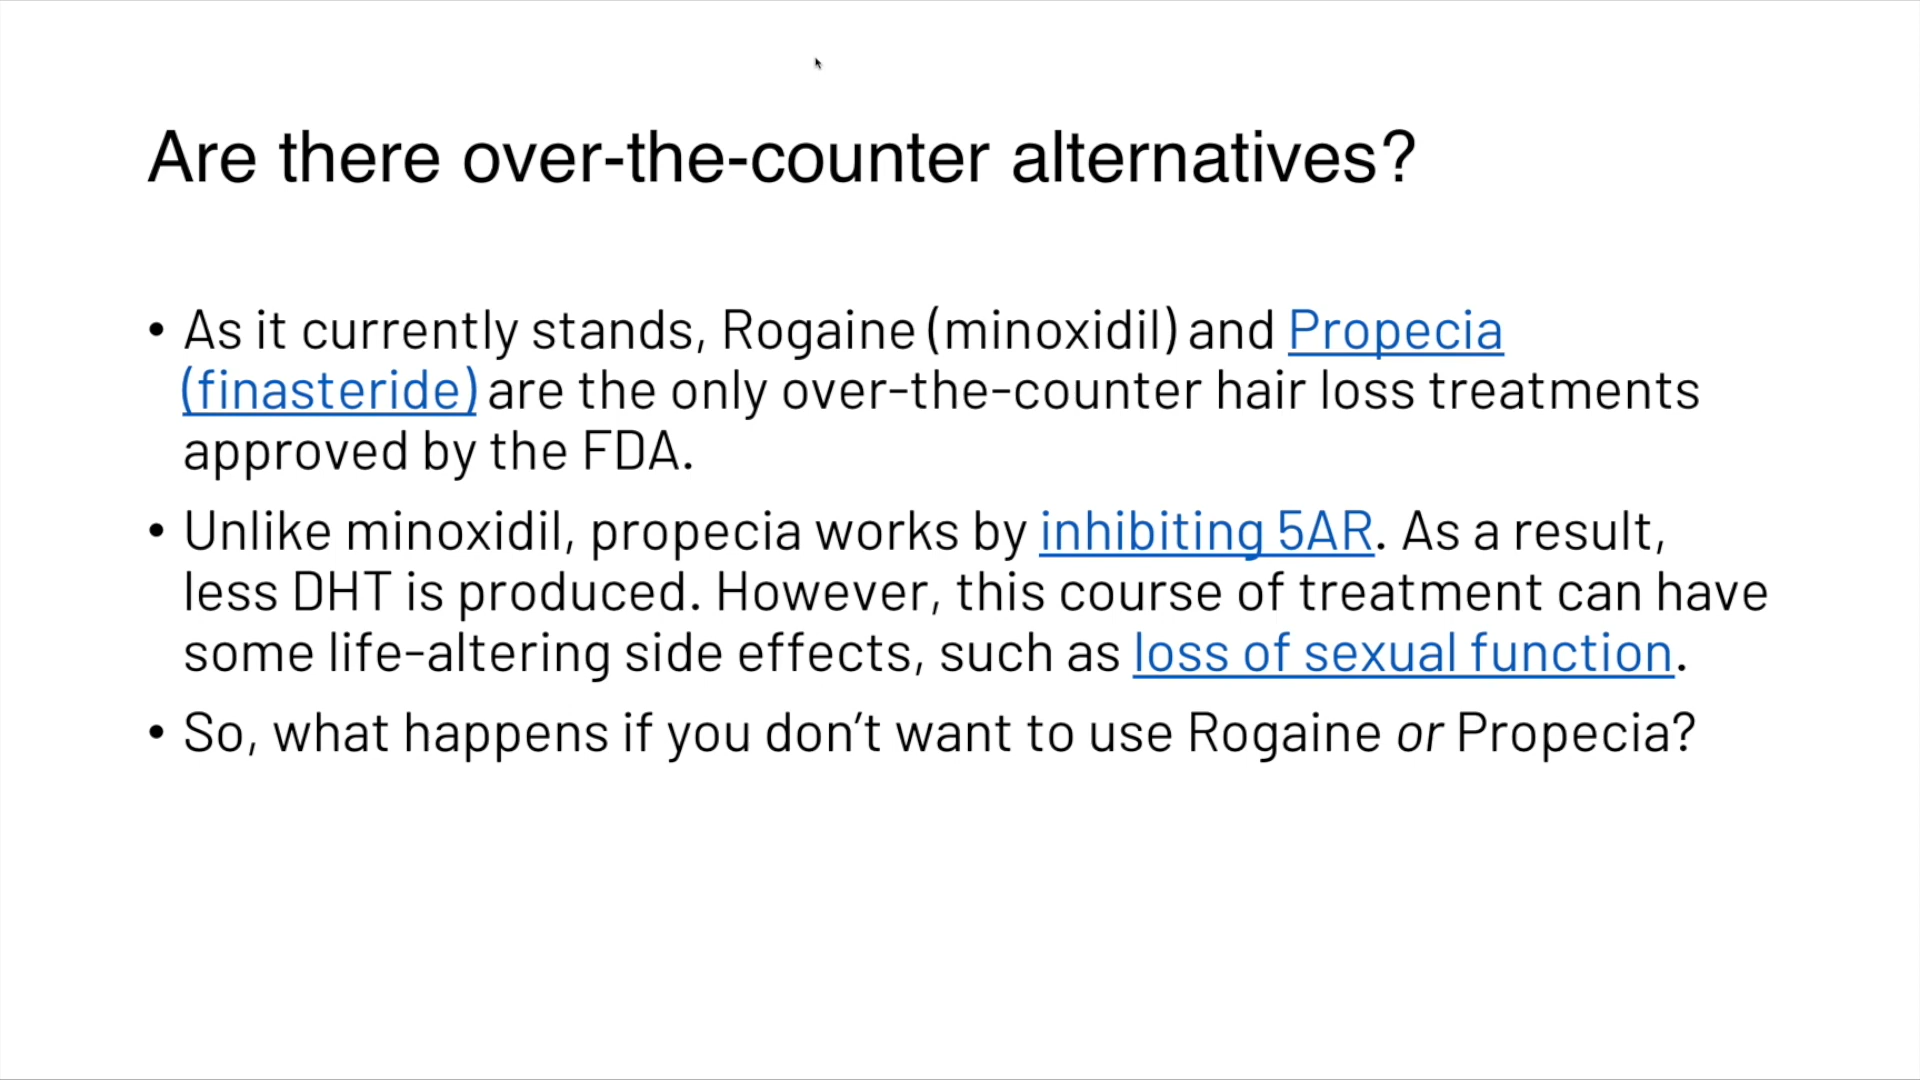 Are there over-the-counter alternatives?
• As it currently stands, Rogaine (minoxidil) and Propecia
(finasteride) are the only over-the-counter hair loss treatments
approved by the FDA.
• Unlike minoxidil, propecia works by inhibiting 5AR. As a result,
less DHT is produced. However, this course of treatment can have
some life-altering side effects, such as loss of sexual function.
• So, what happens if you don’t want to use Rogaine or Propecia?